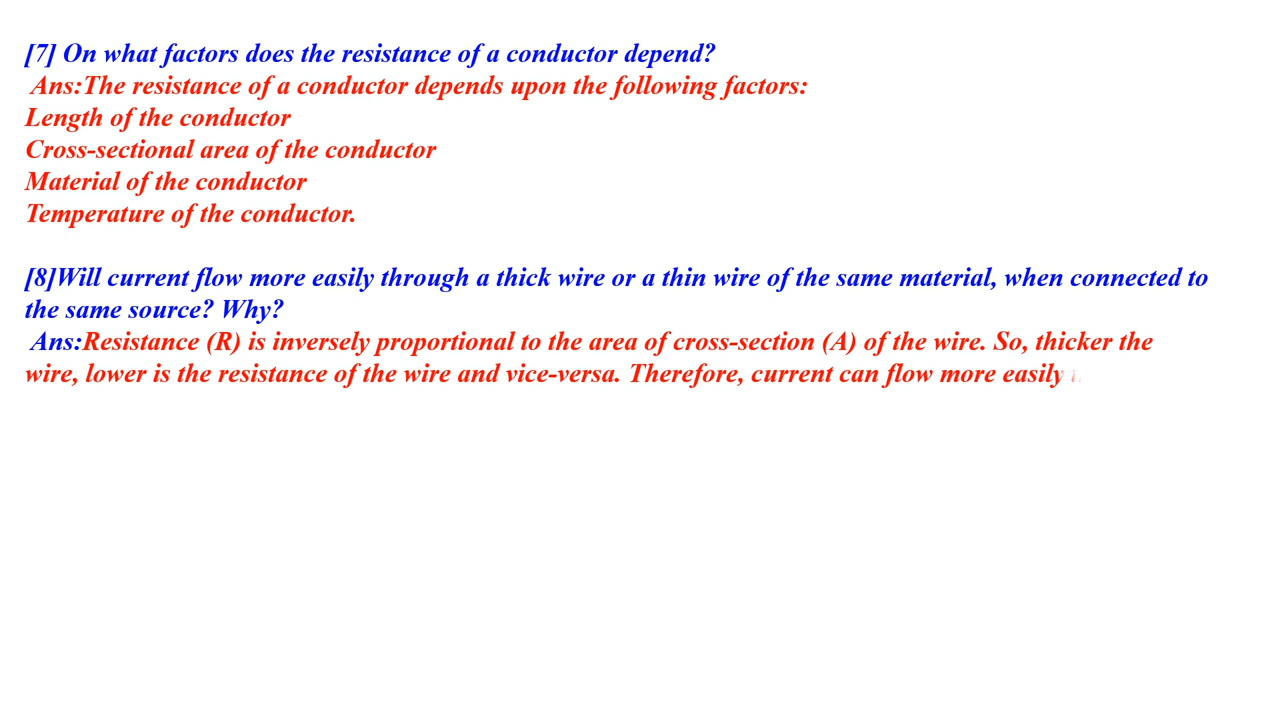 [7] On what factors does the resistance of a conductor depend?
Ans:The resistance of a conductor depends upon the following factors:
Length of the conductor
Cross-sectional area of the conductor
Material of the conductor
Temperature of the conductor.
[8]Will current flow more easily through a thick wire or a thin wire of the same material, when connected to
the same source? Why?
Ans:Resistance (R) is inversely proportional to the area of cross-section (A) of the wire. So, thicker the
wire, lower is the resistance of the wire and vice-versa. Therefore, current can flow more easily